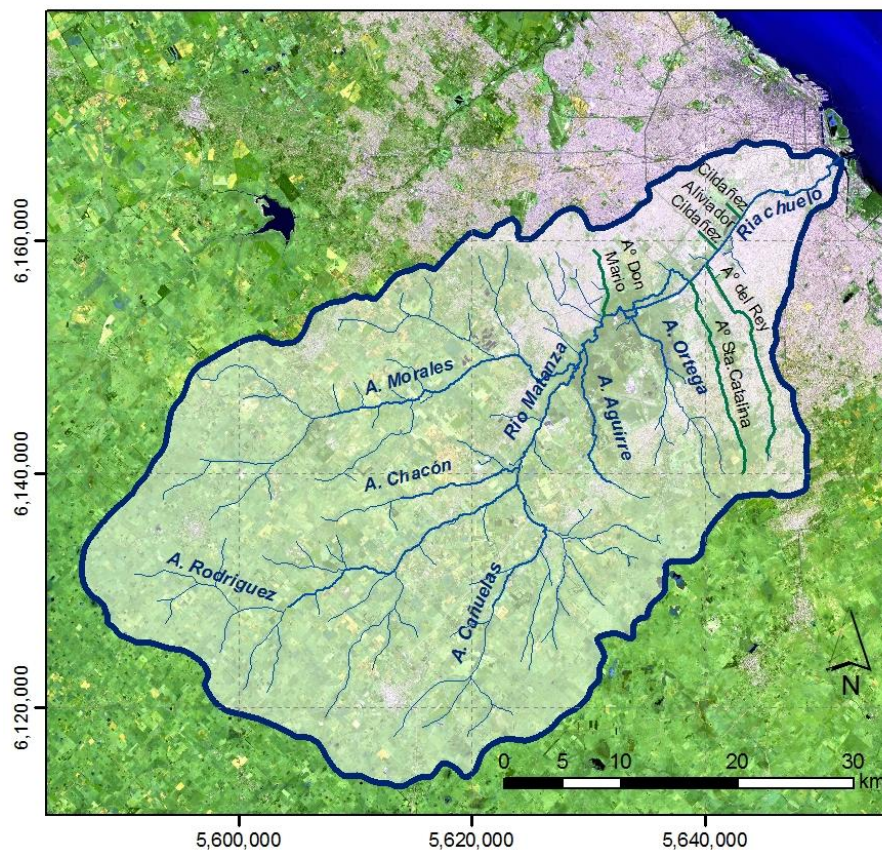 6,160,000
6,140,000
6,120,000
5,600,000
5,620,000
5,640,000
Cildáñez
Aliviador
Cildáñez
Riachuelo
Aº Don
Mario
Aº del Rey
Aº Sta.Catalina
A. Ortega
A. Aguirre
Río Matanza
A. Morales
A. Chacón
A. Rodríguez
A. Cañuelas
N
0 5 10 20 30
km